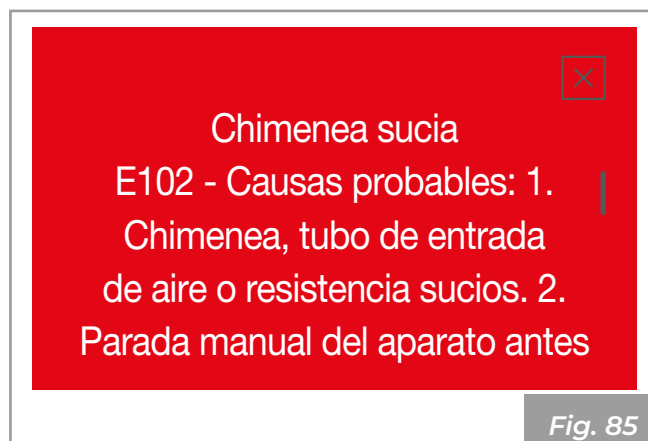 Chimenea sucia
E102 - Causas probables: 1.
Chimenea, tubo de entrada
de aire o resistencia sucios. 2.
Parada manual del aparato antes
Fig. 85